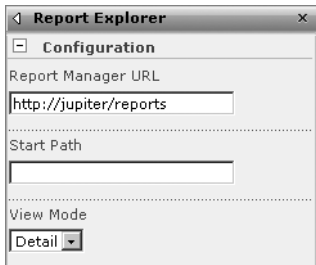 Report Explorer
Configuration
Report Manager URL
http://jupiter/reports
Start Path
View Mode
Detail